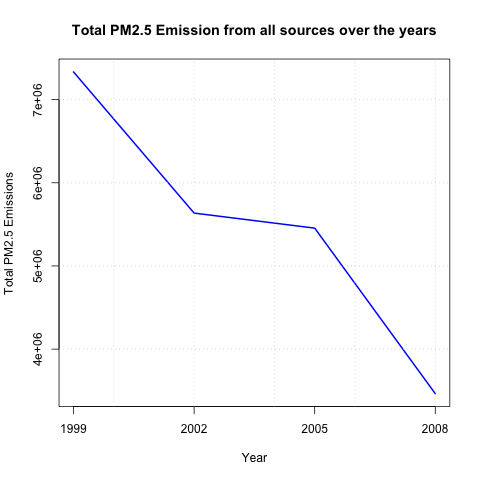 Total PM2.5 Emission from all sources over the years
Total PM2.5 Emissions
7e+06
6e+06
5e+06
4e+06
1999 2002 2005 2008
Year